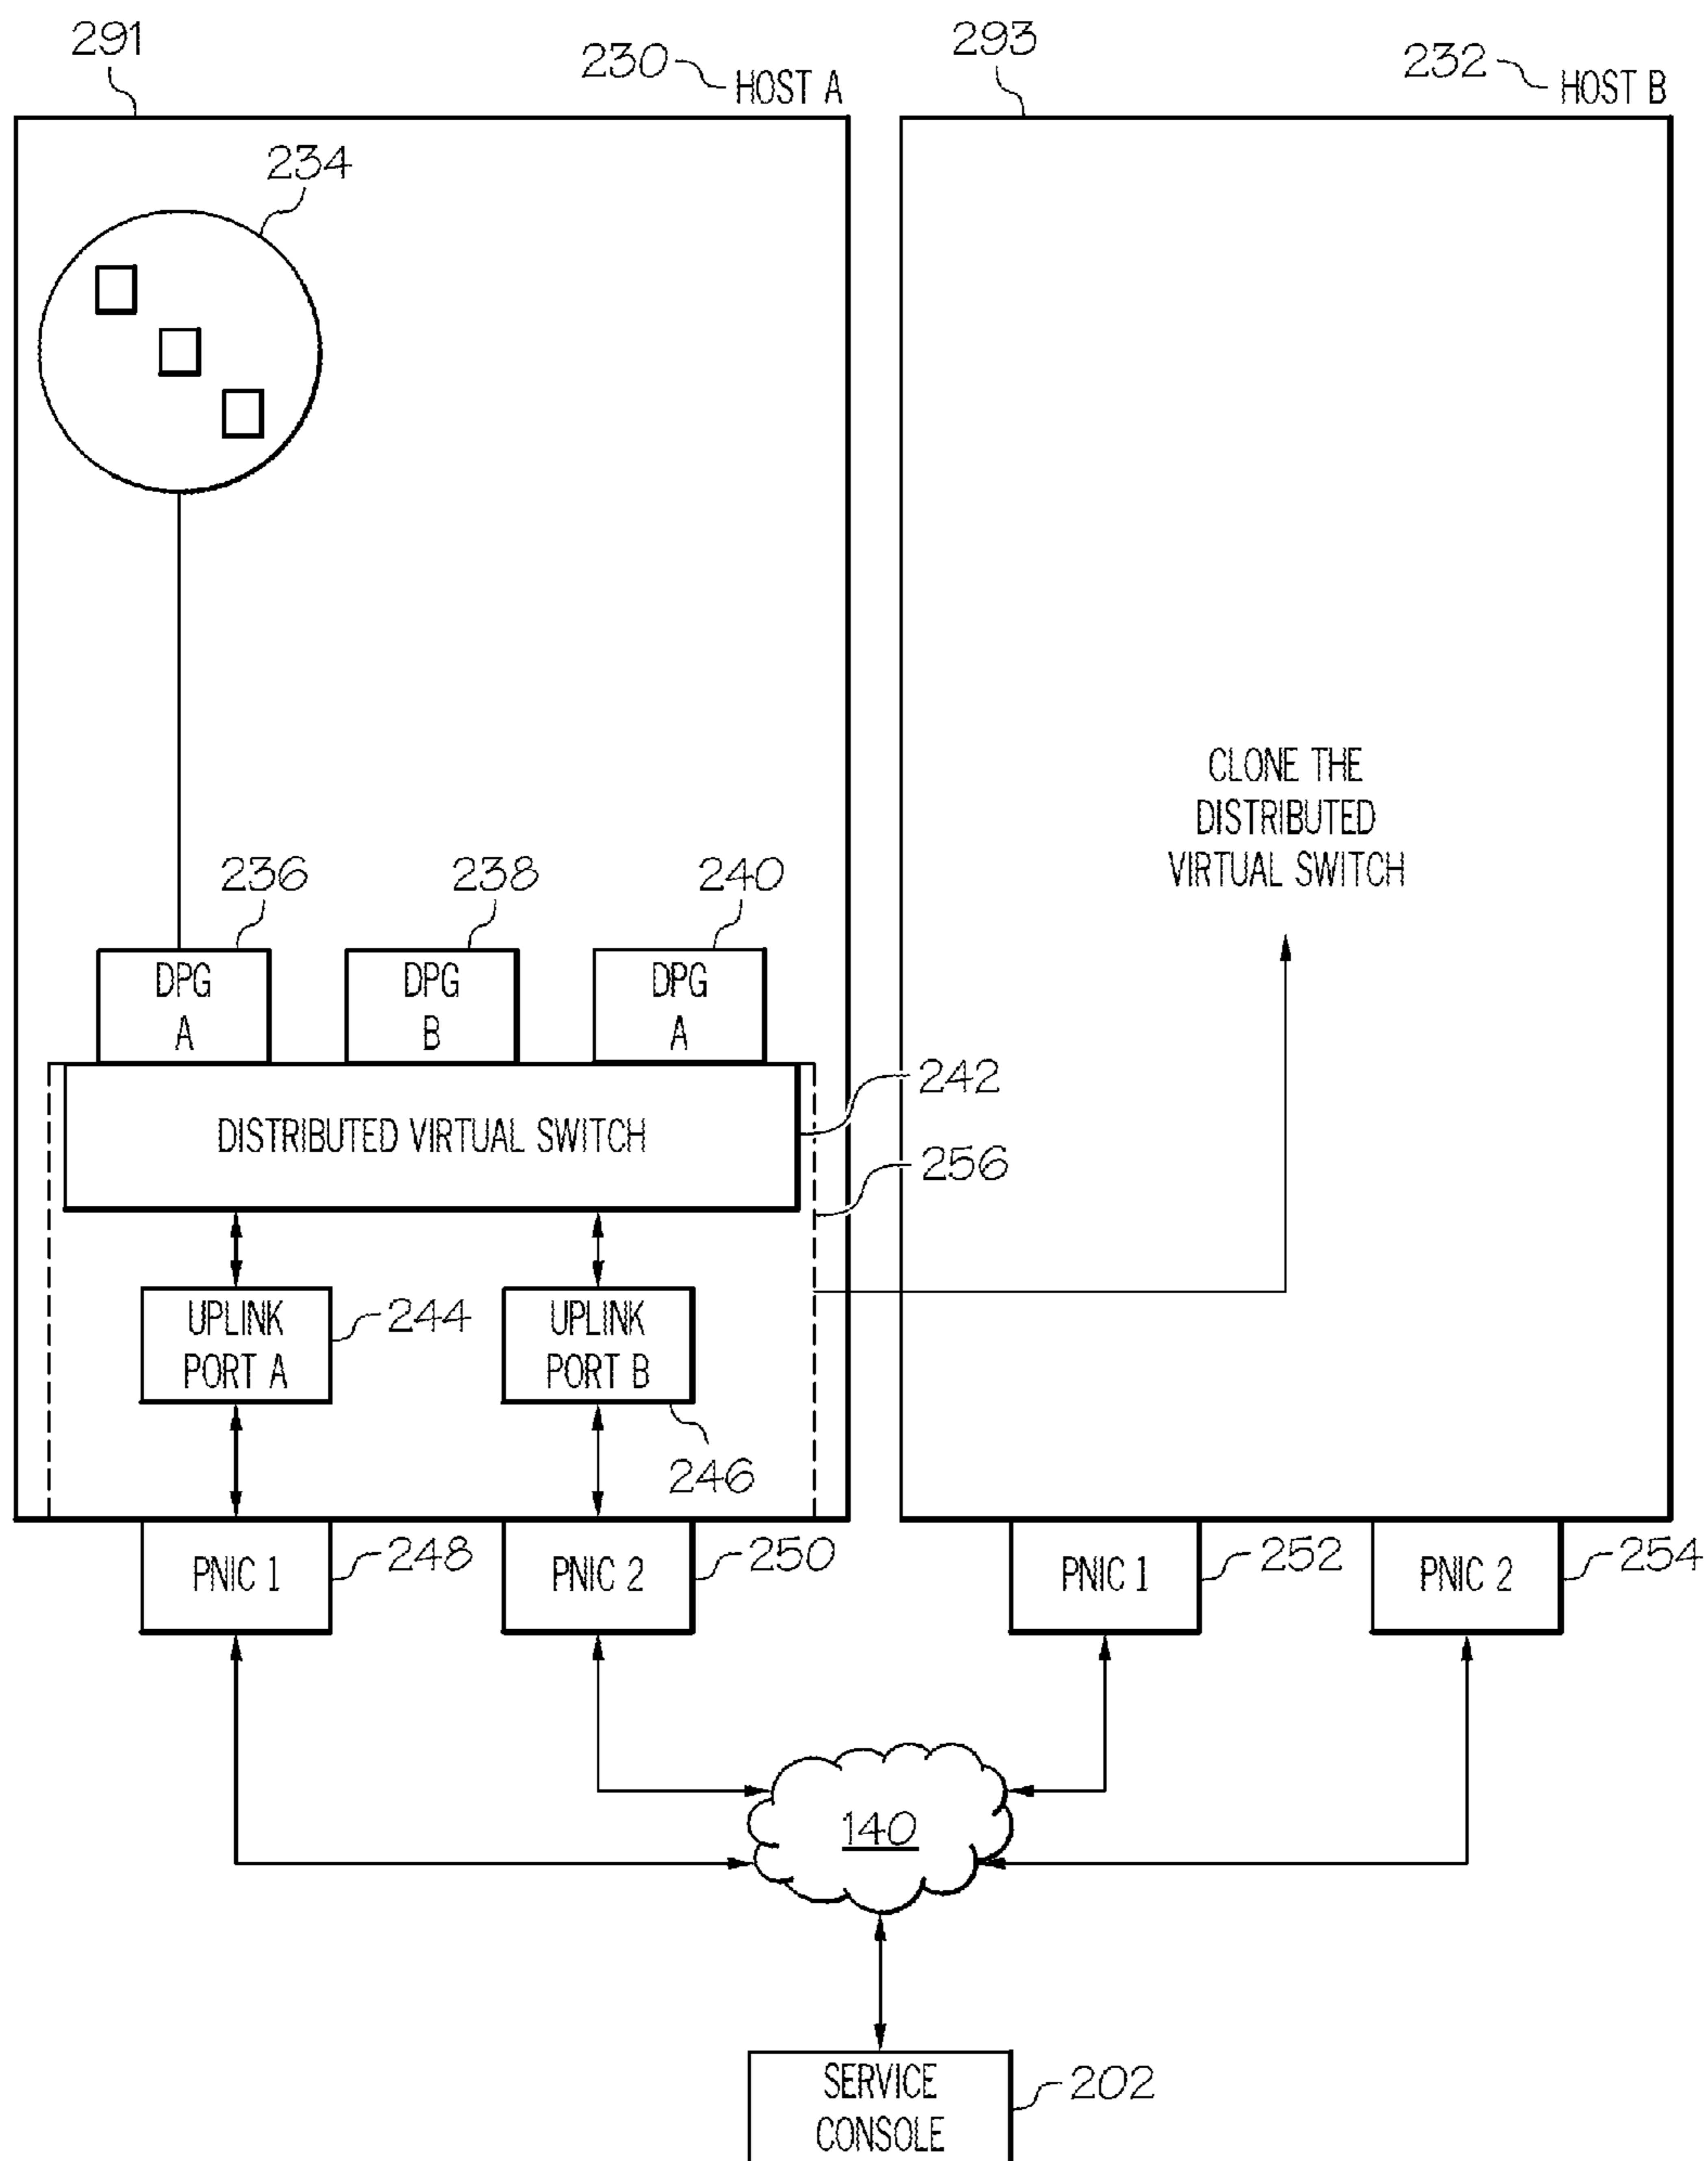 291
230
HOST A
293
232
HOST B
234
CLONE THE
DISTRIBUTED
VIRTUAL SWITCH
236
238
240
DPG
A
DPG
B
DPG
A
242
DISTRIBUTED VIRTUAL SWITCH
256
UPLINK
PORT A
244
UPLINK
PORT B
246
PNIC 1
248
PNIC 2
250
PNIC 1
252
PNIC 2
254
140
SERVICE
CONSOLE
202